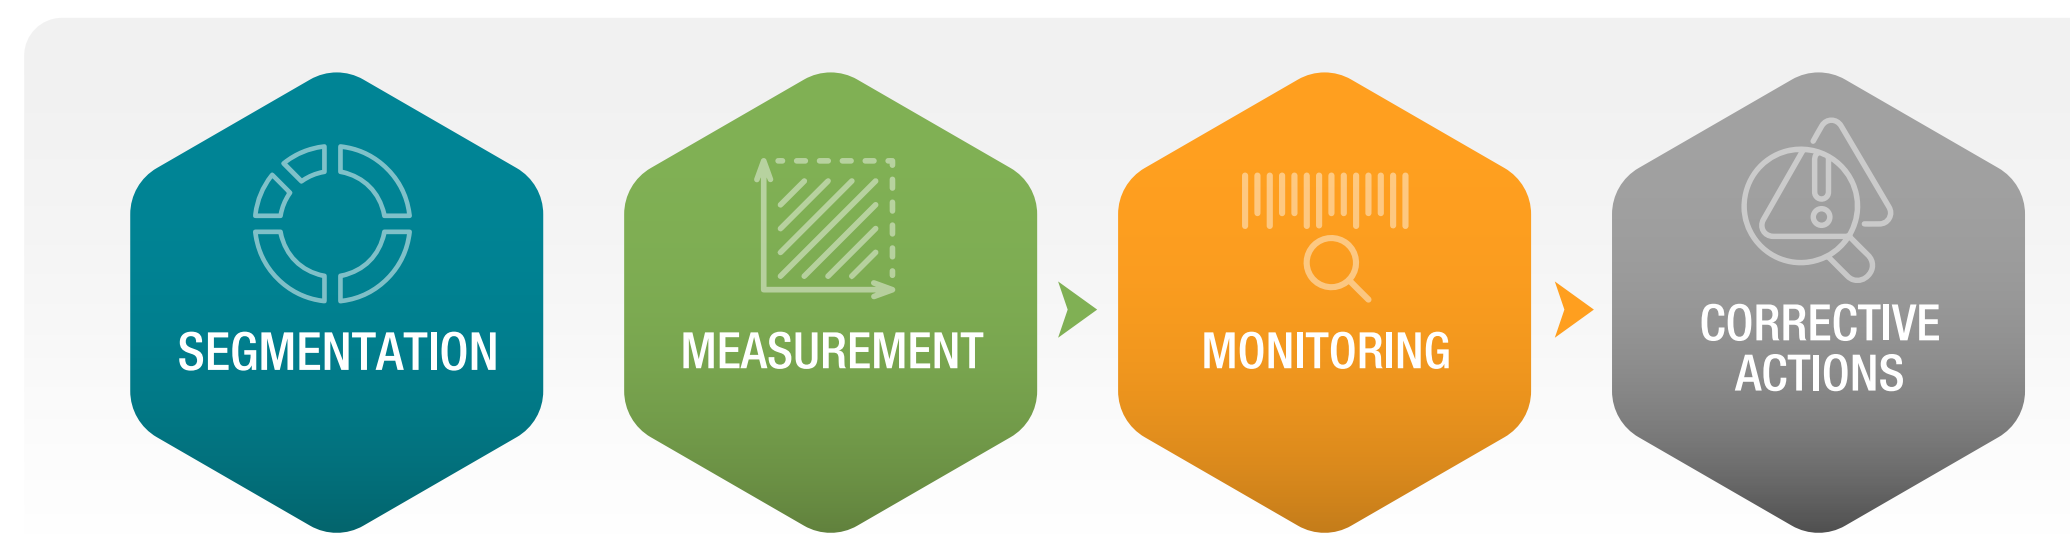 SEGMENTATION
MEASUREMENT
MONITORING
CORRECTIVE
ACTIONS